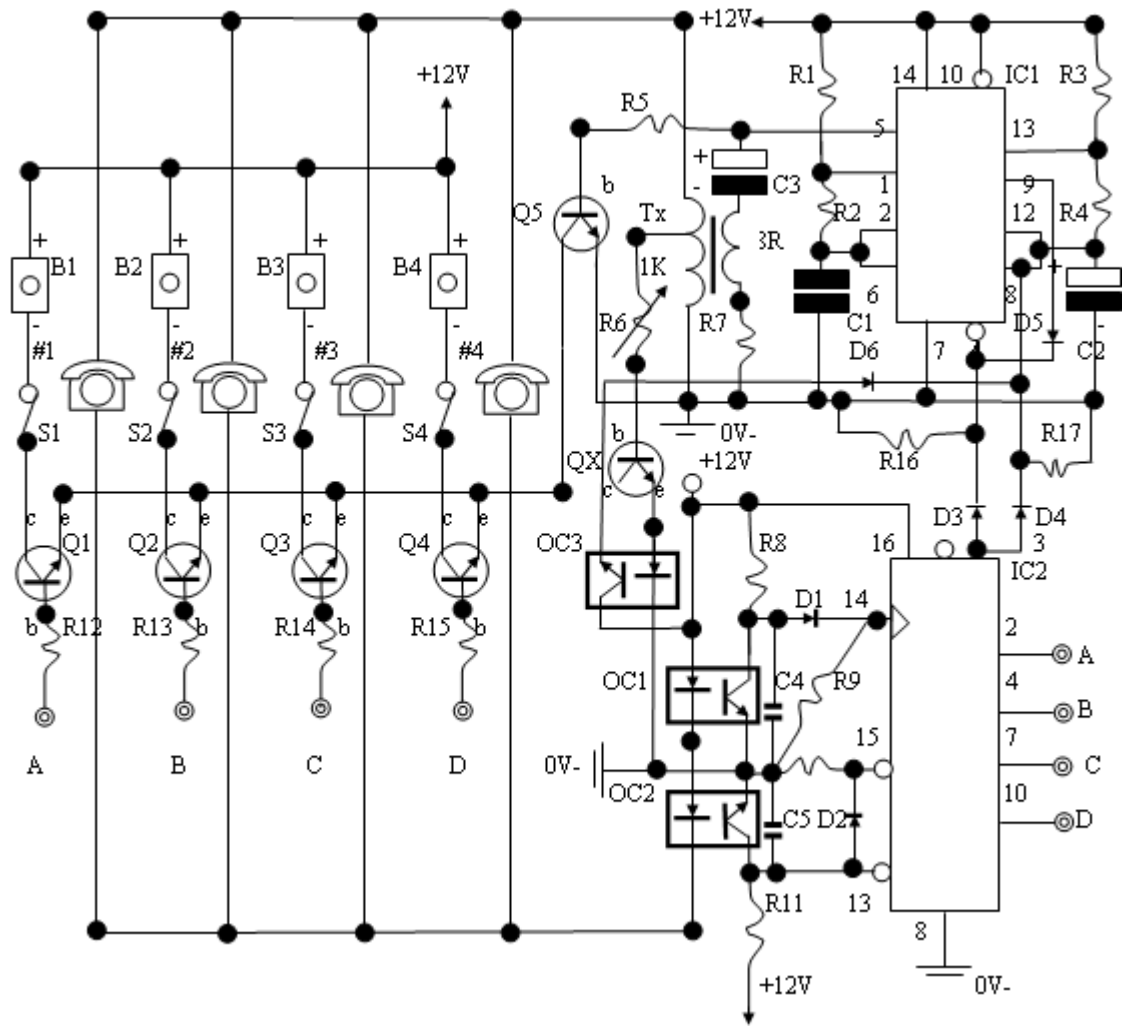 +12V
+12V
R1
14
10
IC1
R3
R5
5
13
+
C3
-
b
Q5
1
9
Tx
R2
2
12
R4
3R
+
1K
6
8
+
B1
+
B2
+
B3
+
B4
-
-
-
-
R6
R7
C1
D5
-
C2
#1
#2
#3
#4
D6
7
S1
S2
S3
S4
b
0V-
QX
+12V
R16
R17
c
e
c
e
c
e
c
e
c
e
Q1
Q2
Q3
Q4
OC3
R8
16
D3
D4
3
IC2
b
R12
R13
b
R14
b
R15
b
D1
14
2
A
OC1
C4
R9
4
B
A
B
C
D
0V-
15
7
C
OC2
10
C5
D2
D
R11
13
8
+12V
0V-